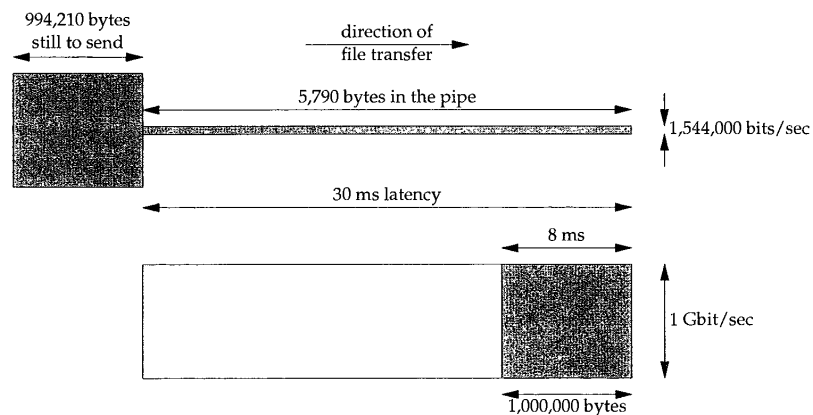 994,210 bytes
still to send
direction of
file transfer
5,790 bytes in the pipe
1,544,000 bits/sec
30 ms latency
8 ms
1 Gbit/sec
1,000,000 bytes